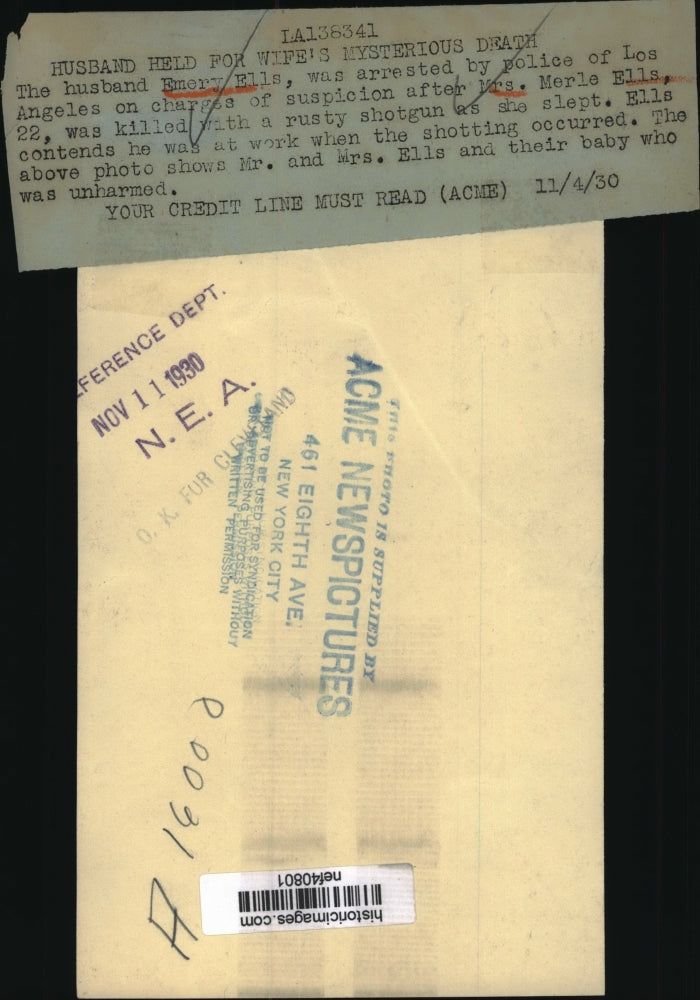 LA138341
HUSBAND HELD FOR WIFE'S MYSTERIOUS DEATH
The husband Emery Ells, was arrested by police of Los
Angeles on charges of suspicion after Mrs. Merle Ells,
22, was killed with a rusty shotgun as she slept. Ells
contends he was at work when the shotting occurred. The
above photo shows Mr. and Mrs. Ells and their baby who
was unharmed.
YOUR CREDIT LINE MUST READ (ACME) 11/4/30
FERENCE DEPT.
NOV 11 1930
N. E. A.
O. K. FOR
THIS PHOTO IS SUPPLIED BY
ACME NEWSPICTURES
461 EIGHTH AVE.
NEW YORK CITY
NOT TO BE USED FOR SYNDICATION
OR ADVERTISING PURPOSES WITHOUT
WRITTEN PERMISSION
historicimages.com
nef40801